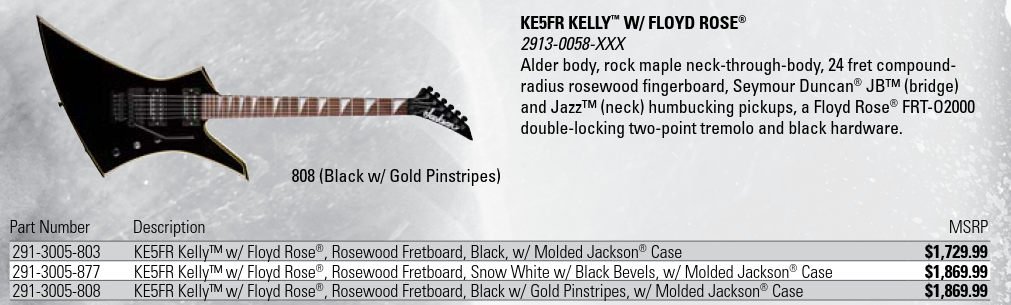 KE5FR KELLY™ W/ FLOYD ROSE®
2913-0058-XXX
Alder body, rock maple neck-through-body, 24 fret compound-
radius rosewood fingerboard, Seymour Duncan® JB™ (bridge)
and Jazz™ (neck) humbucking pickups, a Floyd Rose® FRT-O2000
double-locking two-point tremolo and black hardware.
808 (Black w/ Gold Pinstripes)
Part Number Description MSRP
291-3005-803 KE5FR Kelly™ w/ Floyd Rose®, Rosewood Fretboard, Black, w/ Molded Jackson® Case $1,729.99
291-3005-877 KE5FR Kelly™ w/ Floyd Rose®, Rosewood Fretboard, Snow White w/ Black Bevels, w/ Molded Jackson® Case $1,869.99
291-3005-808 KE5FR Kelly™ w/ Floyd Rose®, Rosewood Fretboard, Black w/ Gold Pinstripes, w/ Molded Jackson® Case $1,869.99